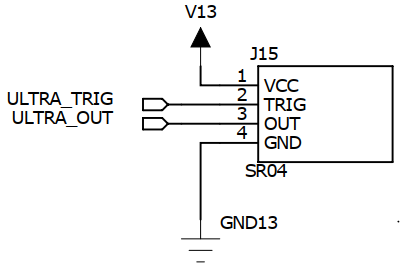 V13
J15
1 VCC
ULTRA_TRIG 2 TRIG
ULTRA_OUT 3 OUT
4 GND
SR04
GND13